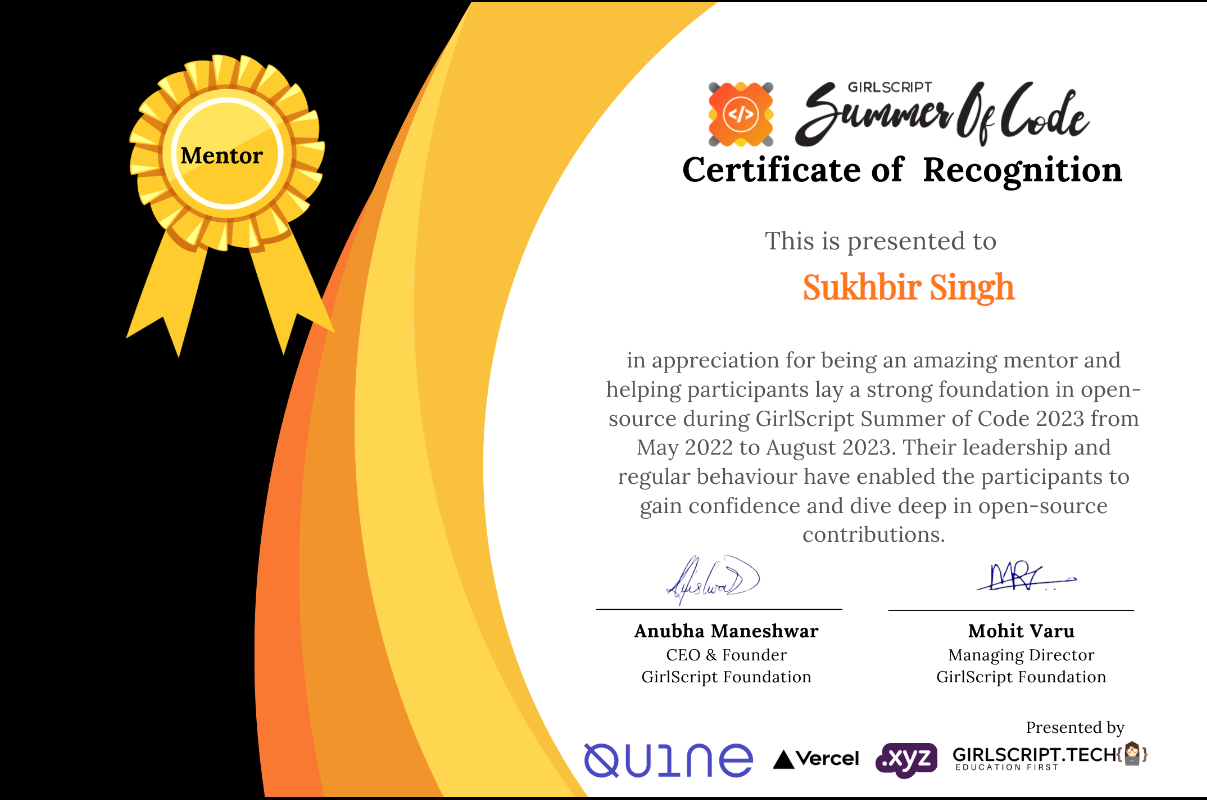 Mentor
GIRLSCRIPT
Summer Of Code
</>
Certificate of Recognition
This is presented to
Sukhbir Singh
in appreciation for being an amazing mentor and
helping participants lay a strong foundation in open-
source during GirlScript Summer of Code 2023 from
May 2022 to August 2023. Their leadership and
regular behaviour have enabled the participants to
gain confidence and dive deep in open-source
contributions.
Anubha Maneshwar
CEO & Founder
GirlScript Foundation
Mohit Varu
Managing Director
GirlScript Foundation
Presented by
QUINE
Vercel
.xyz
GIRLSCRIPT.TECH{ }
EDUCATION FIRST